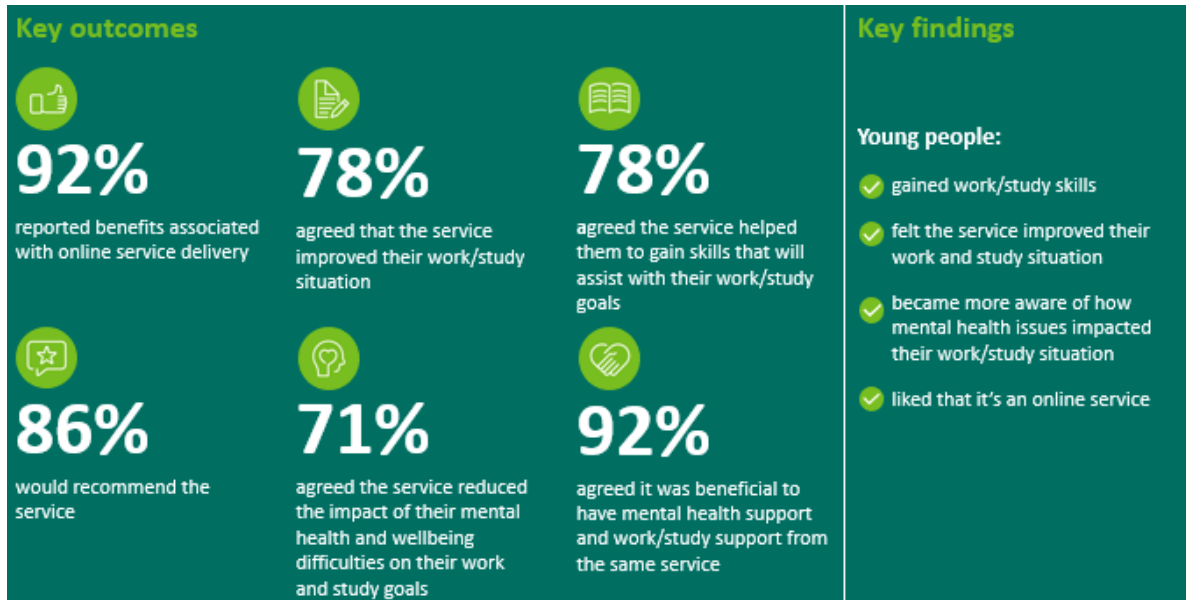 Key outcomes
92%
reported benefits associated
with online service delivery
78%
agreed that the service
improved their work/study
situation
78%
agreed the service helped
them to gain skills that will
assist with their work/study
goals
86%
would recommend the
service
71%
agreed the service reduced
the impact of their mental
health and wellbeing
difficulties on their work
and study goals
92%
agreed it was beneficial to
have mental health support
and work/study support from
the same service
Key findings
Young people:
gained work/study skills
felt the service improved their
work and study situation
became more aware of how
mental health issues impacted
their work/study situation
liked that it's an online service